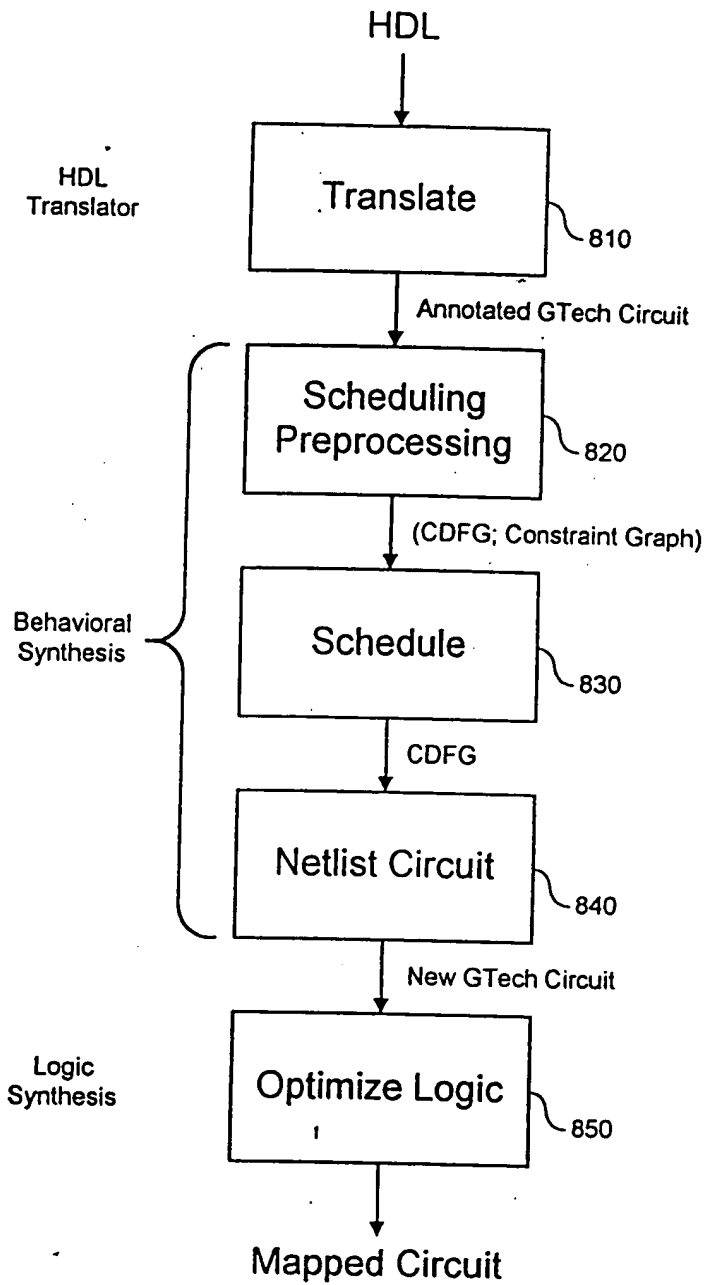 HDL
HDL
Translator
Translate
810
Annotated GTech Circuit
Scheduling
Preprocessing
820
(CDFG; Constraint Graph)
Behavioral
Synthesis
Schedule
830
CDFG
Netlist Circuit
840
New GTech Circuit
Logic
Synthesis
Optimize Logic
850
Mapped Circuit